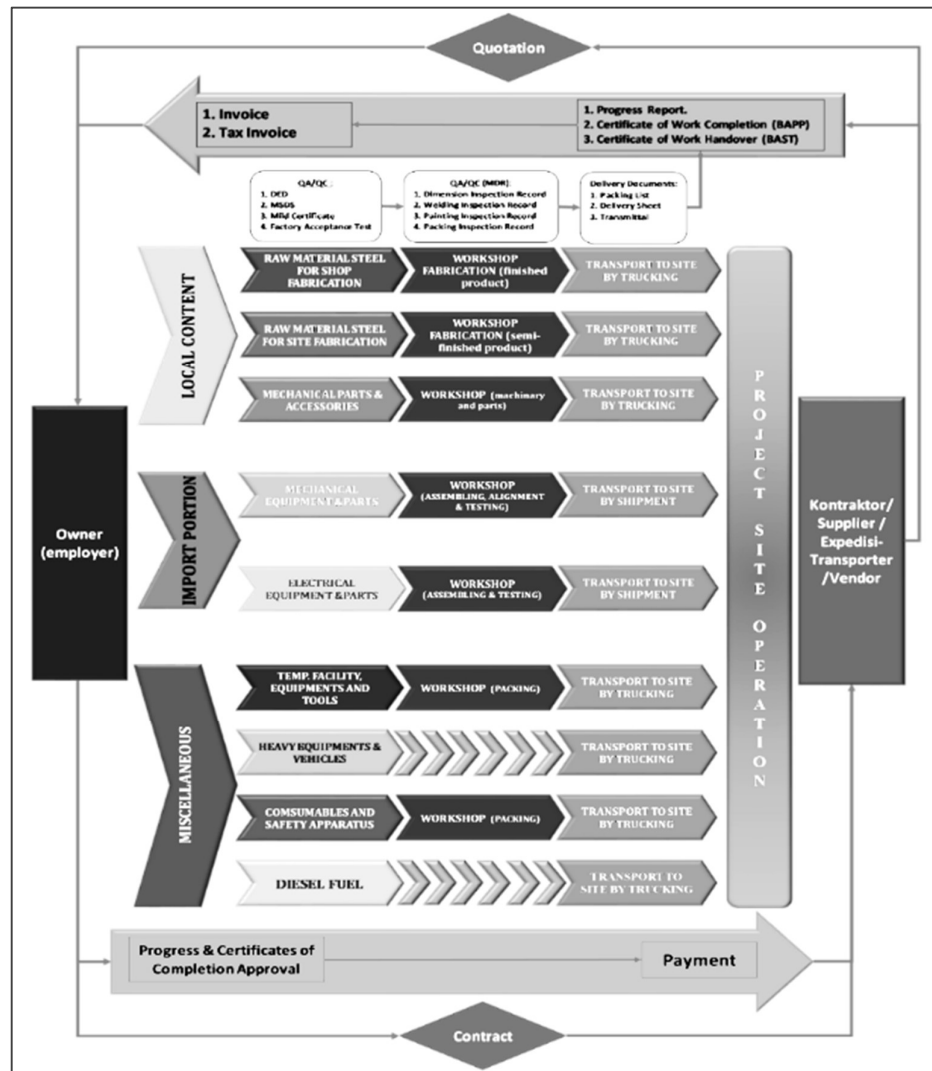 Quotation
1. Invoice
2. Tax Invoice
1. Progress Report.
2. Certificate of Work Completion (BAPP)
3. Certificate of Work Handover (BAST)
QA/QC :
1. DED
2. MSDS
3. Mild Certificate
4. Factory Acceptance Test
QA/QC (MDR):
1. Dimension Inspection Record
2. Welding Inspection Record
3. Painting Inspection Record
4. Packing Inspection Record
Delivery Documents:
1. Packing List
2. Delivery Sheet
3. Transmittal
LOCAL CONTENT
RAW MATERIAL STEEL
FOR SHOP
FABRICATION
WORKSHOP
FABRICATION (finished
product)
TRANSPORT TO SITE
BY TRUCKING
RAW MATERIAL STEEL
FOR SITE FABRICATION
WORKSHOP
FABRICATION (semi-
finished product)
TRANSPORT TO SITE
BY TRUCKING
MECHANICAL PARTS &
ACCESSORIES
WORKSHOP (machinary
and parts)
TRANSPORT TO SITE
BY TRUCKING
IMPORT PORTION
MECHANICAL
EQUIPMENT & PARTS
WORKSHOP
(ASSEMBLING, ALIGNMENT
& TESTING)
TRANSPORT TO SITE
BY SHIPMENT
ELECTRICAL
EQUIPMENT & PARTS
WORKSHOP
(ASSEMBLING & TESTING)
TRANSPORT TO SITE
BY SHIPMENT
MISCELLANEOUS
TEMP. FACILITY,
EQUIPMENTS AND
TOOLS
WORKSHOP (PACKING)
TRANSPORT TO SITE
BY TRUCKING
HEAVY EQUIPMENTS &
VEHICLES
TRANSPORT TO SITE
BY TRUCKING
COMSUMABLES AND
SAFETY APPARATUS
WORKSHOP (PACKING)
TRANSPORT TO SITE
BY TRUCKING
DIESEL FUEL
TRANSPORT TO
SITE BY TRUCKING
PROJECT SITE OPERATION
Owner
(employer)
Kontraktor/
Supplier /
Expedisi-
Transporter
/Vendor
Progress & Certificates of
Completion Approval
Payment
Contract